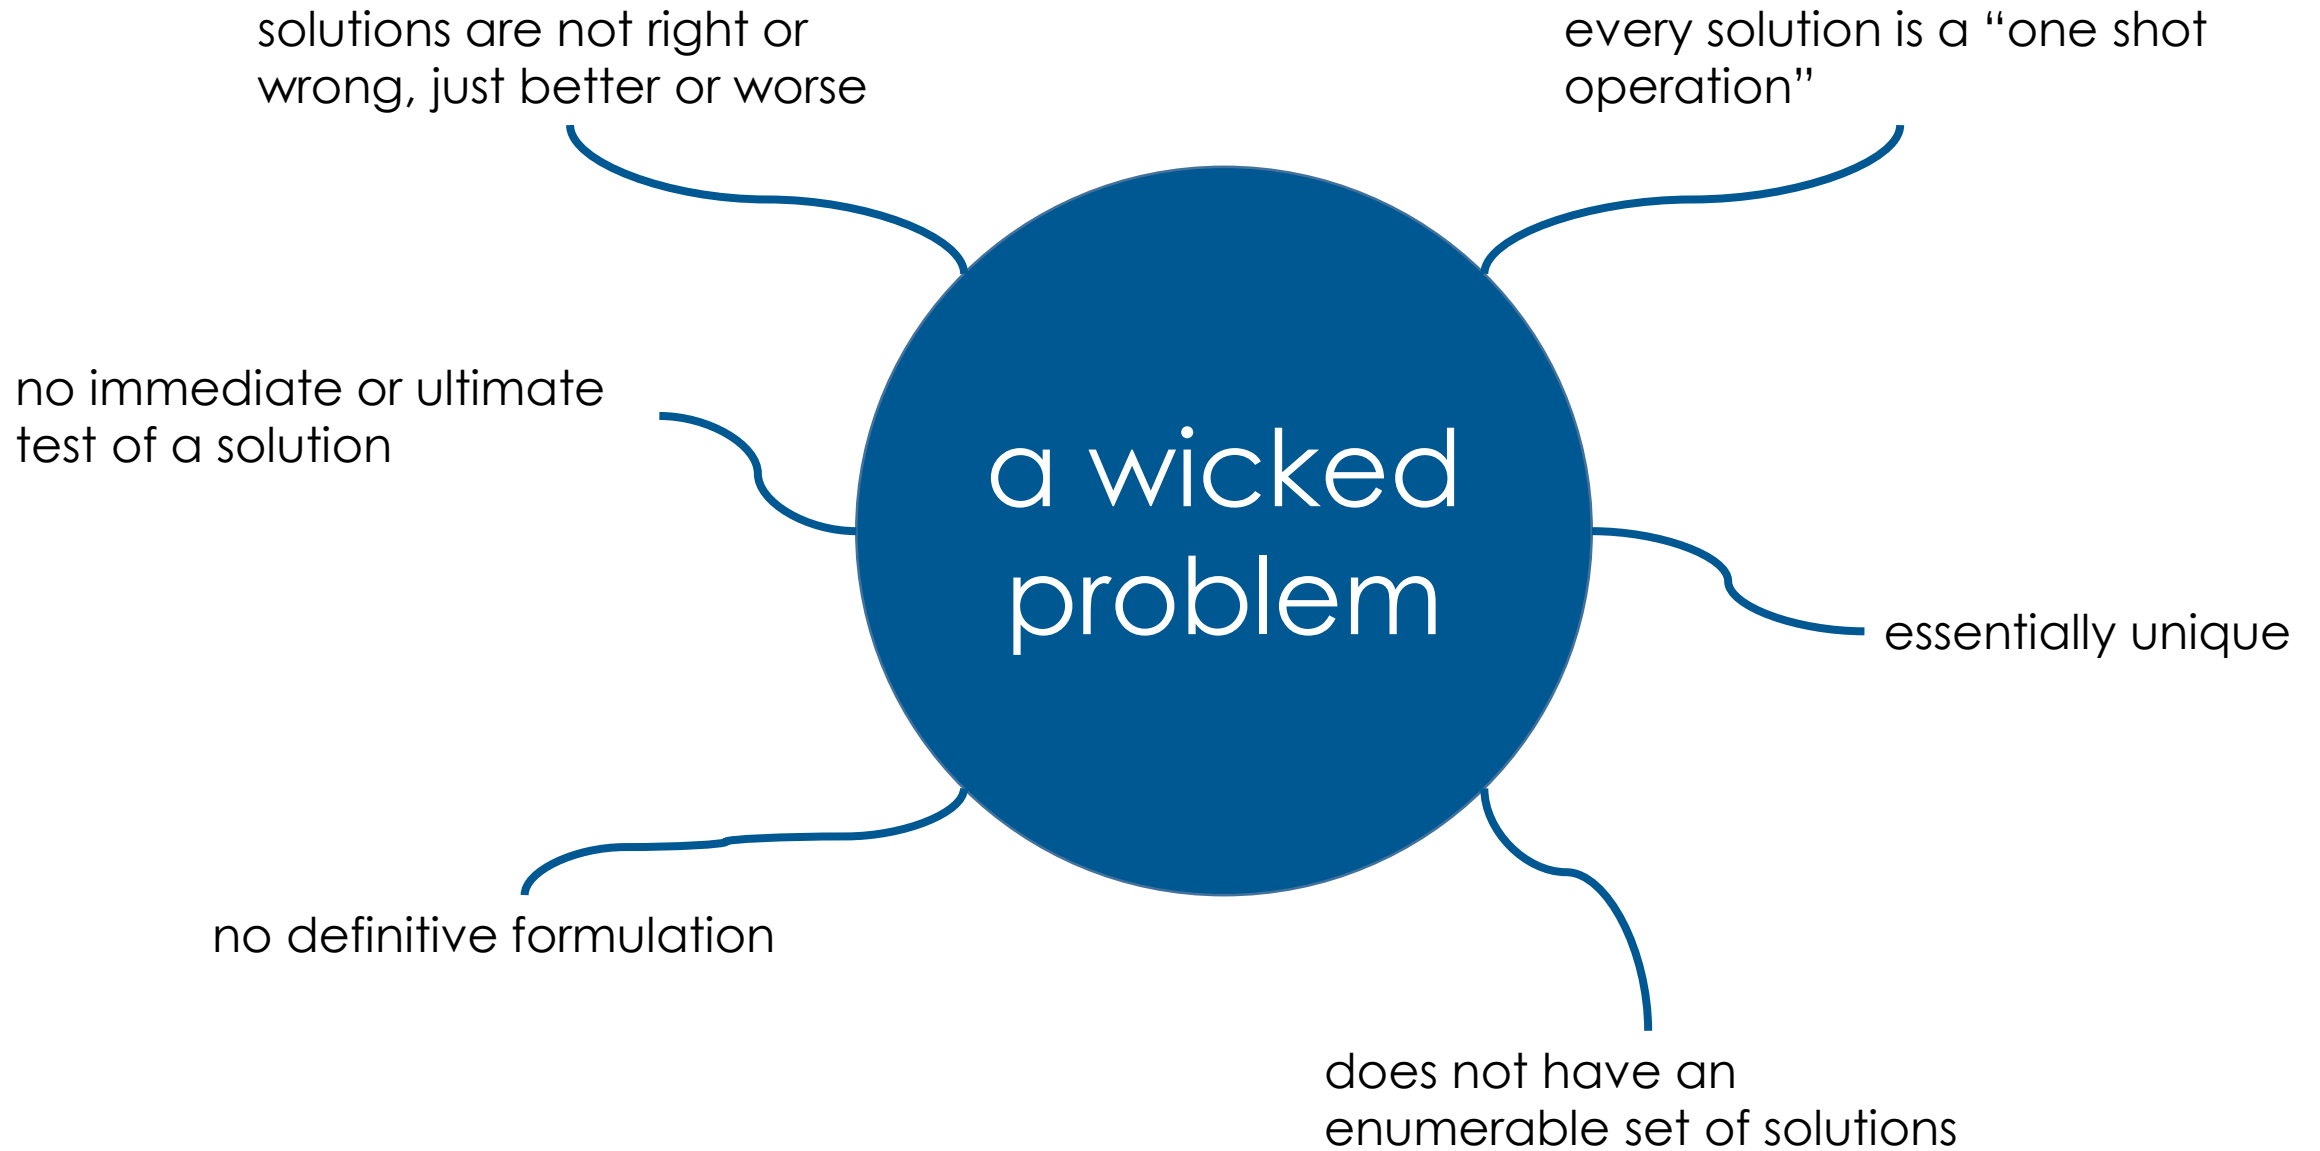 solutions are not right or
wrong, just better or worse
every solution is a “one shot
operation”
no immediate or ultimate
test of a solution
a wicked
problem
essentially unique
no definitive formulation
does not have an
enumerable set of solutions